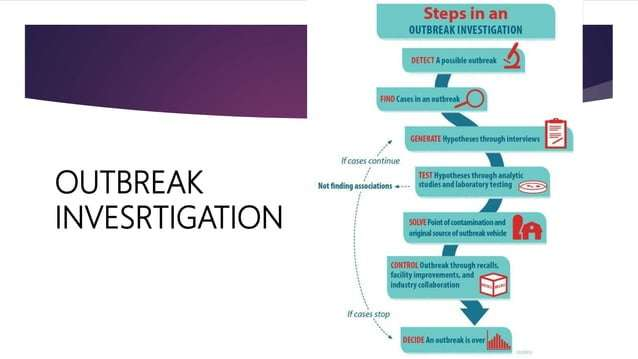 OUTBREAK
INVESRTIGATION
Steps in an
OUTBREAK INVESTIGATION
DETECT A possible outbreak
FIND Cases in an outbreak
GENERATE Hypotheses through interviews
If cases continue
TEST Hypotheses through analytic
studies and laboratory testing
Not finding associations
SOLVE Point of contamination and
original source of outbreak vehicle
CONTROL Outbreak through recalls,
facility improvements, and
industry collaboration
If cases stop
DECIDE An outbreak is over